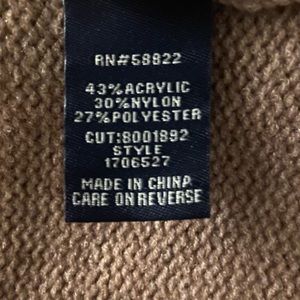 RN#58822
43%ACRYLIC
30%NYLON
27%POLYESTER
CUT:8001892
STYLE
1706527
MADE IN CHINA
CARE ON REVERSE